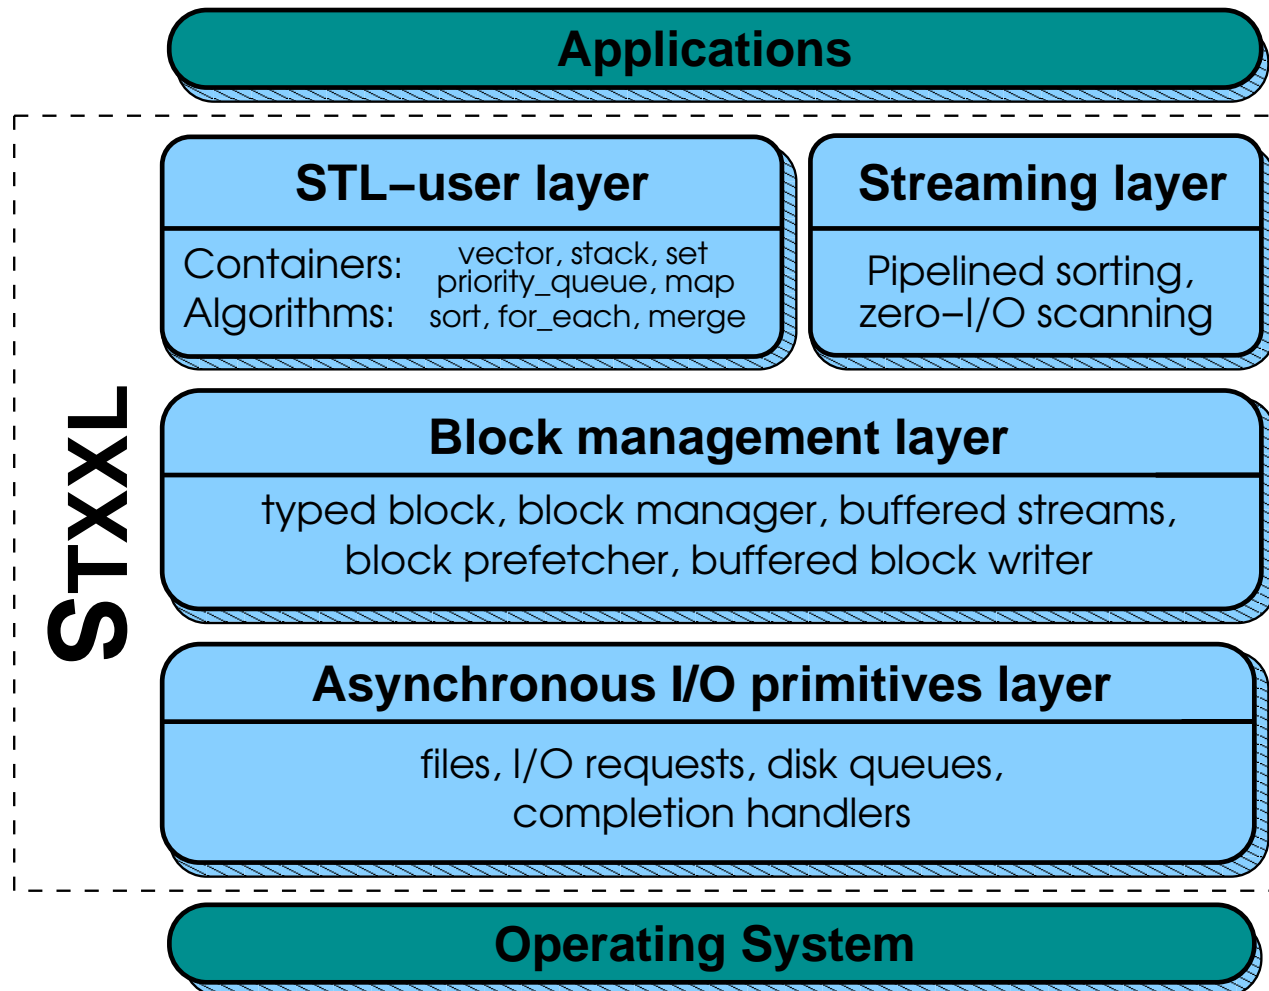 Applications
STXXL
STL–user layer
Containers: vector, stack, set
priority_queue, map
Algorithms: sort, for_each, merge
Streaming layer
Pipelined sorting,
zero–I/O scanning
Block management layer
typed block, block manager, buffered streams,
block prefetcher, buffered block writer
Asynchronous I/O primitives layer
files, I/O requests, disk queues,
completion handlers
Operating System